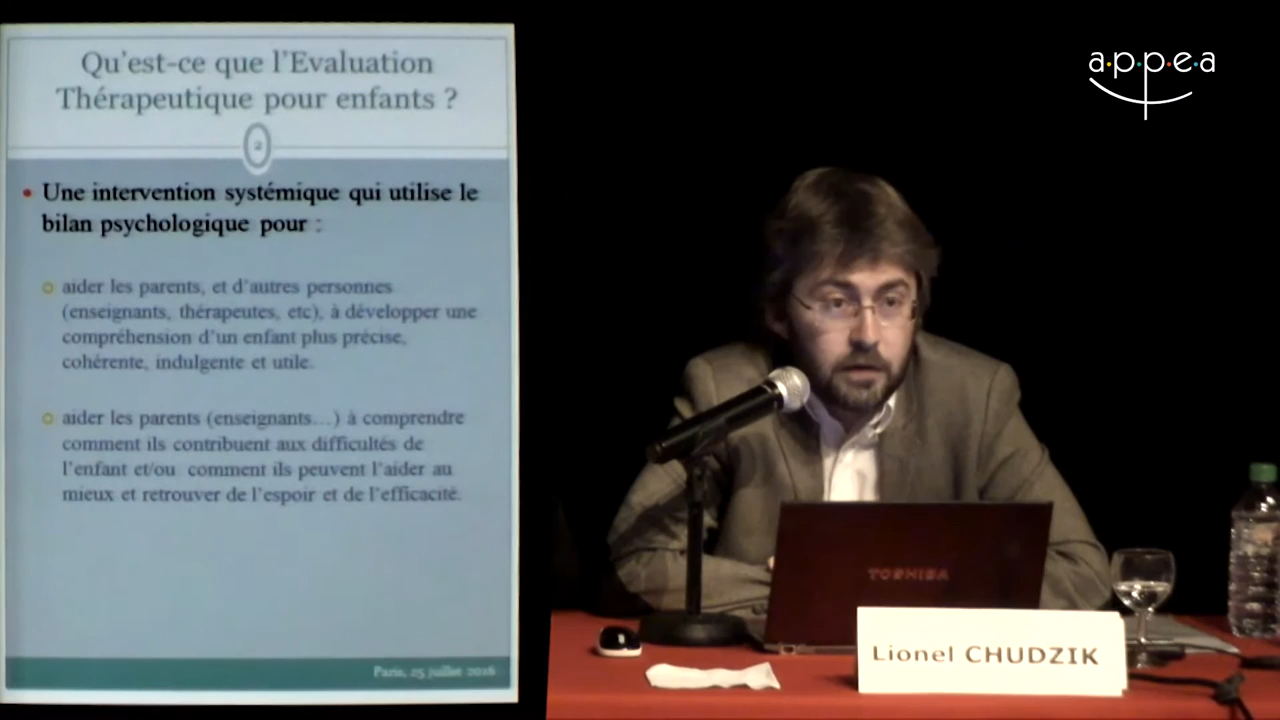 Qu'est-ce que l'Evaluation
Thérapeutique pour enfants ?
2
• Une intervention systémique qui utilise le
bilan psychologique pour :
aider les parents, et d'autres personnes
(enseignants, thérapeutes, etc), à développer une
compréhension d'un enfant plus précise,
cohérente, indulgente et utile.
aider les parents (enseignants...) à comprendre
comment ils contribuent aux difficultés de
l'enfant et/ou comment ils peuvent l'aider au
mieux et retrouver de l'espoir et de l'efficacité.
Paris, 25 juillet 2016
a·p·p·e·a
TOSHIBA
Lionel CHUDZIK